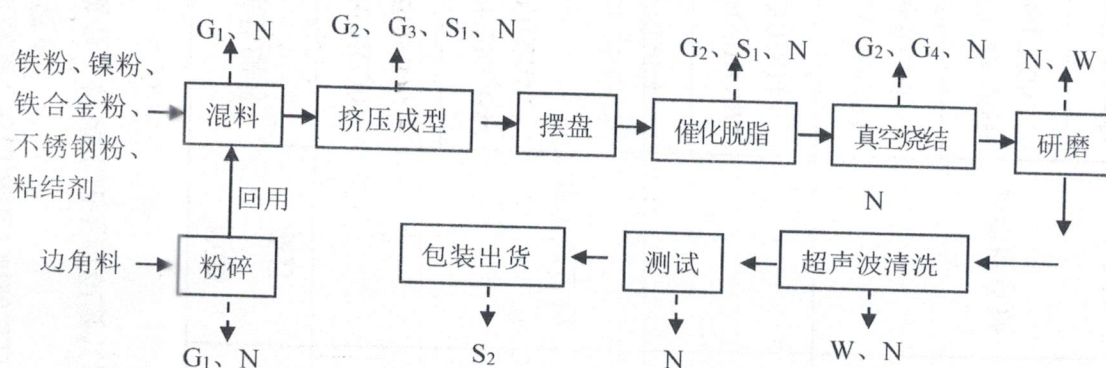 G₁、N
G₂、G₃、S₁、N
G₂、S₁、N
G₂、G₄、N
N、W
铁粉、镍粉、
铁合金粉、
不锈钢粉、
粘结剂
混料
挤压成型
摆盘
催化脱脂
真空烧结
研磨
回用
N
边角料
粉碎
包装出货
测试
超声波清洗
G₁、N
S₂
N
W、N